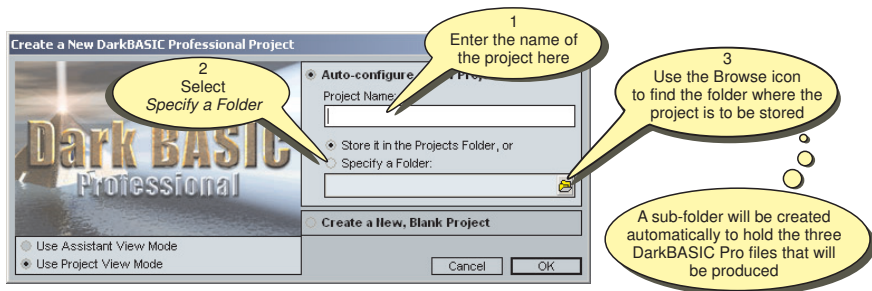 1
Enter the name of
the project here
Create a New DarkBASIC Professional Project
2
Select
Specify a Folder
Auto-configure
Project Name:
3
Use the Browse icon
to find the folder where the
project is to be stored
Dark BASIC
Professional
Store it in the Projects Folder, or
Specify a Folder:
Create a New, Blank Project
A sub-folder will be created
automatically to hold the three
DarkBASIC Pro files that will
be produced
Use Assistant View Mode
Use Project View Mode
Cancel
OK